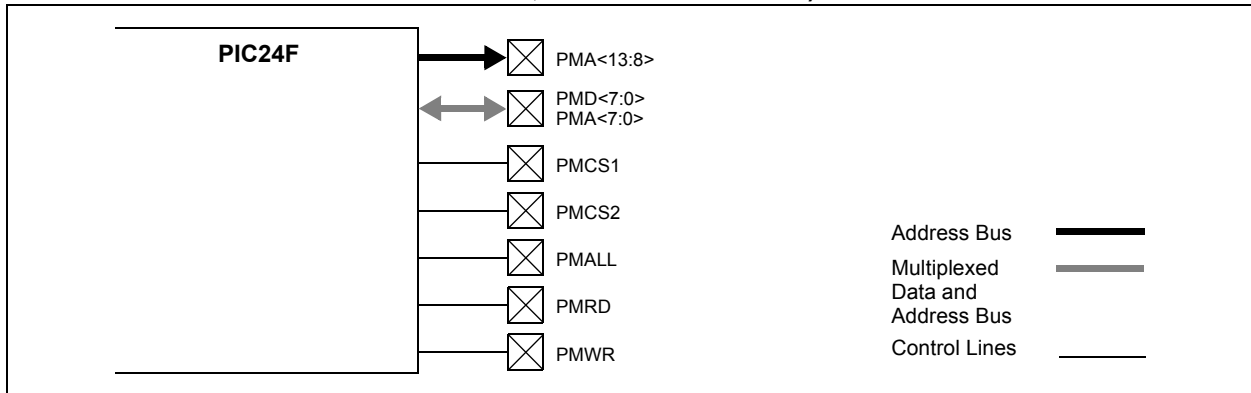 PIC24F
PMA<13:8>
PMD<7:0>
PMA<7:0>
PMCS1
PMCS2
PMALL
PMRD
PMWR
Address Bus
Multiplexed
Data and
Address Bus
Control Lines